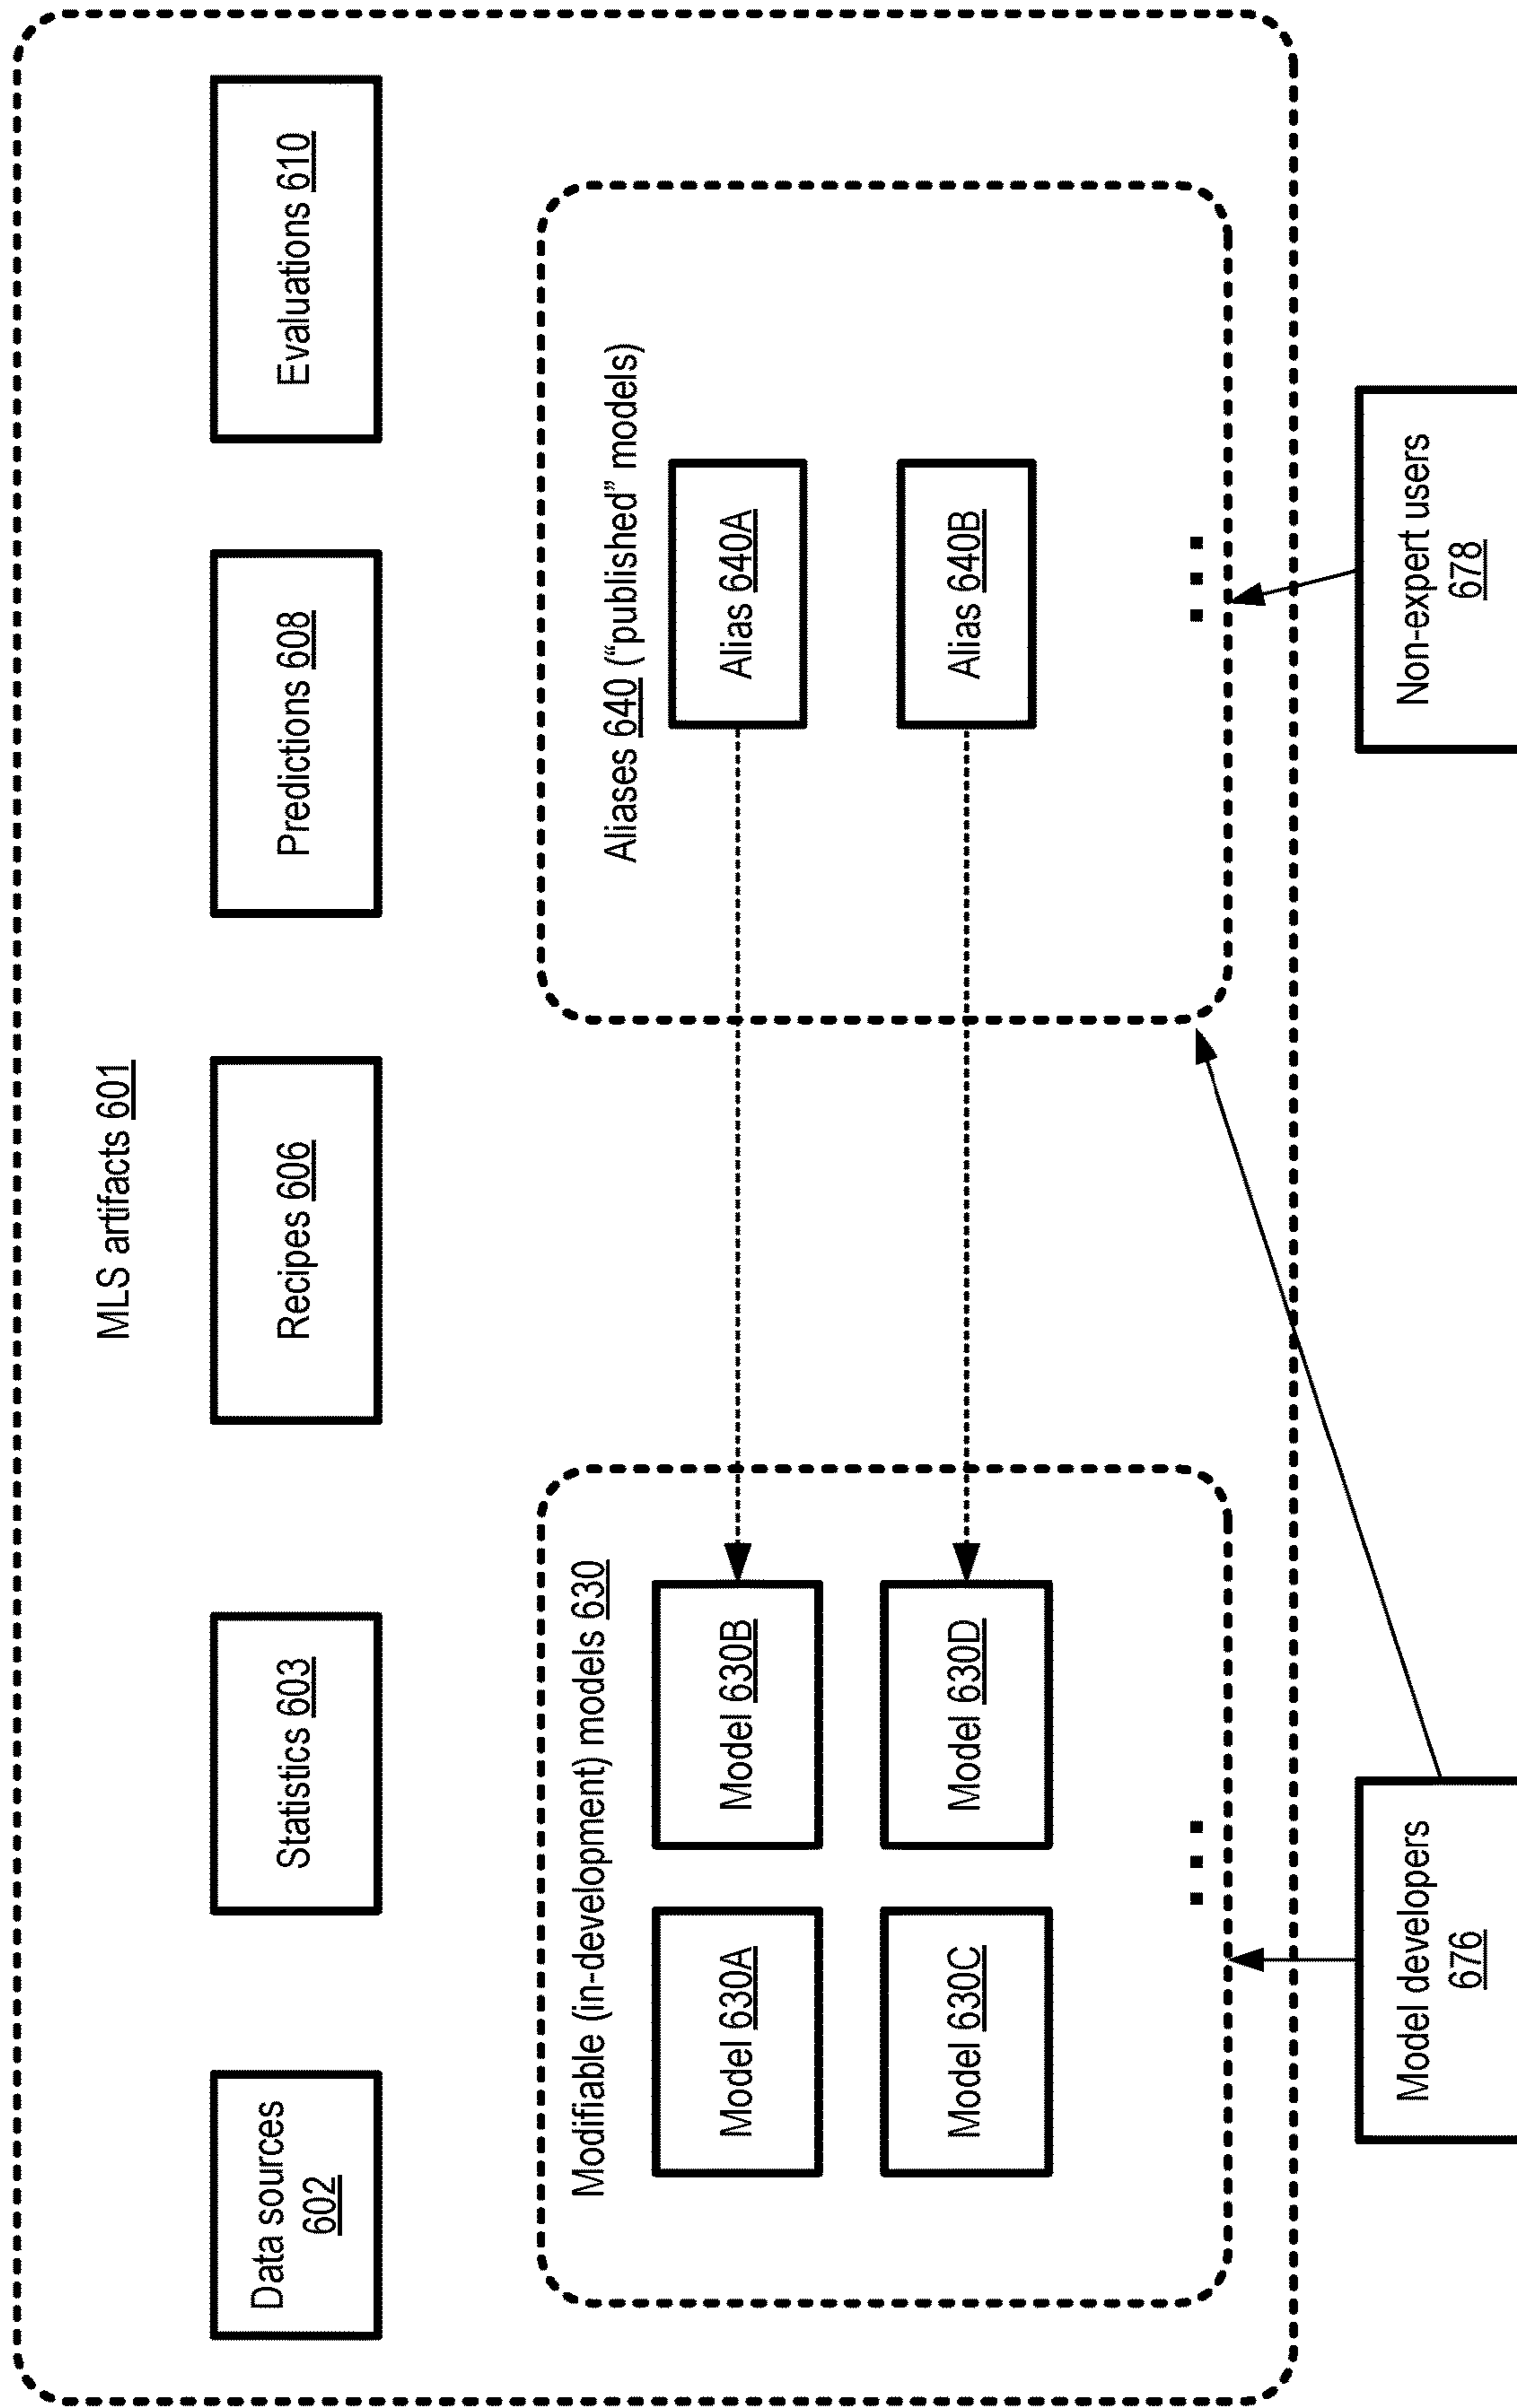 MLS artifacts 601
Data sources
602
Statistics 603
Recipes 606
Predictions 608
Evaluations 610
Modifiable (in-development) models 630
Model 630A
Model 630B
Model 630C
Model 630D
...
Aliases 640 (“published” models)
Alias 640A
Alias 640B
...
Model developers
676
Non-expert users
678